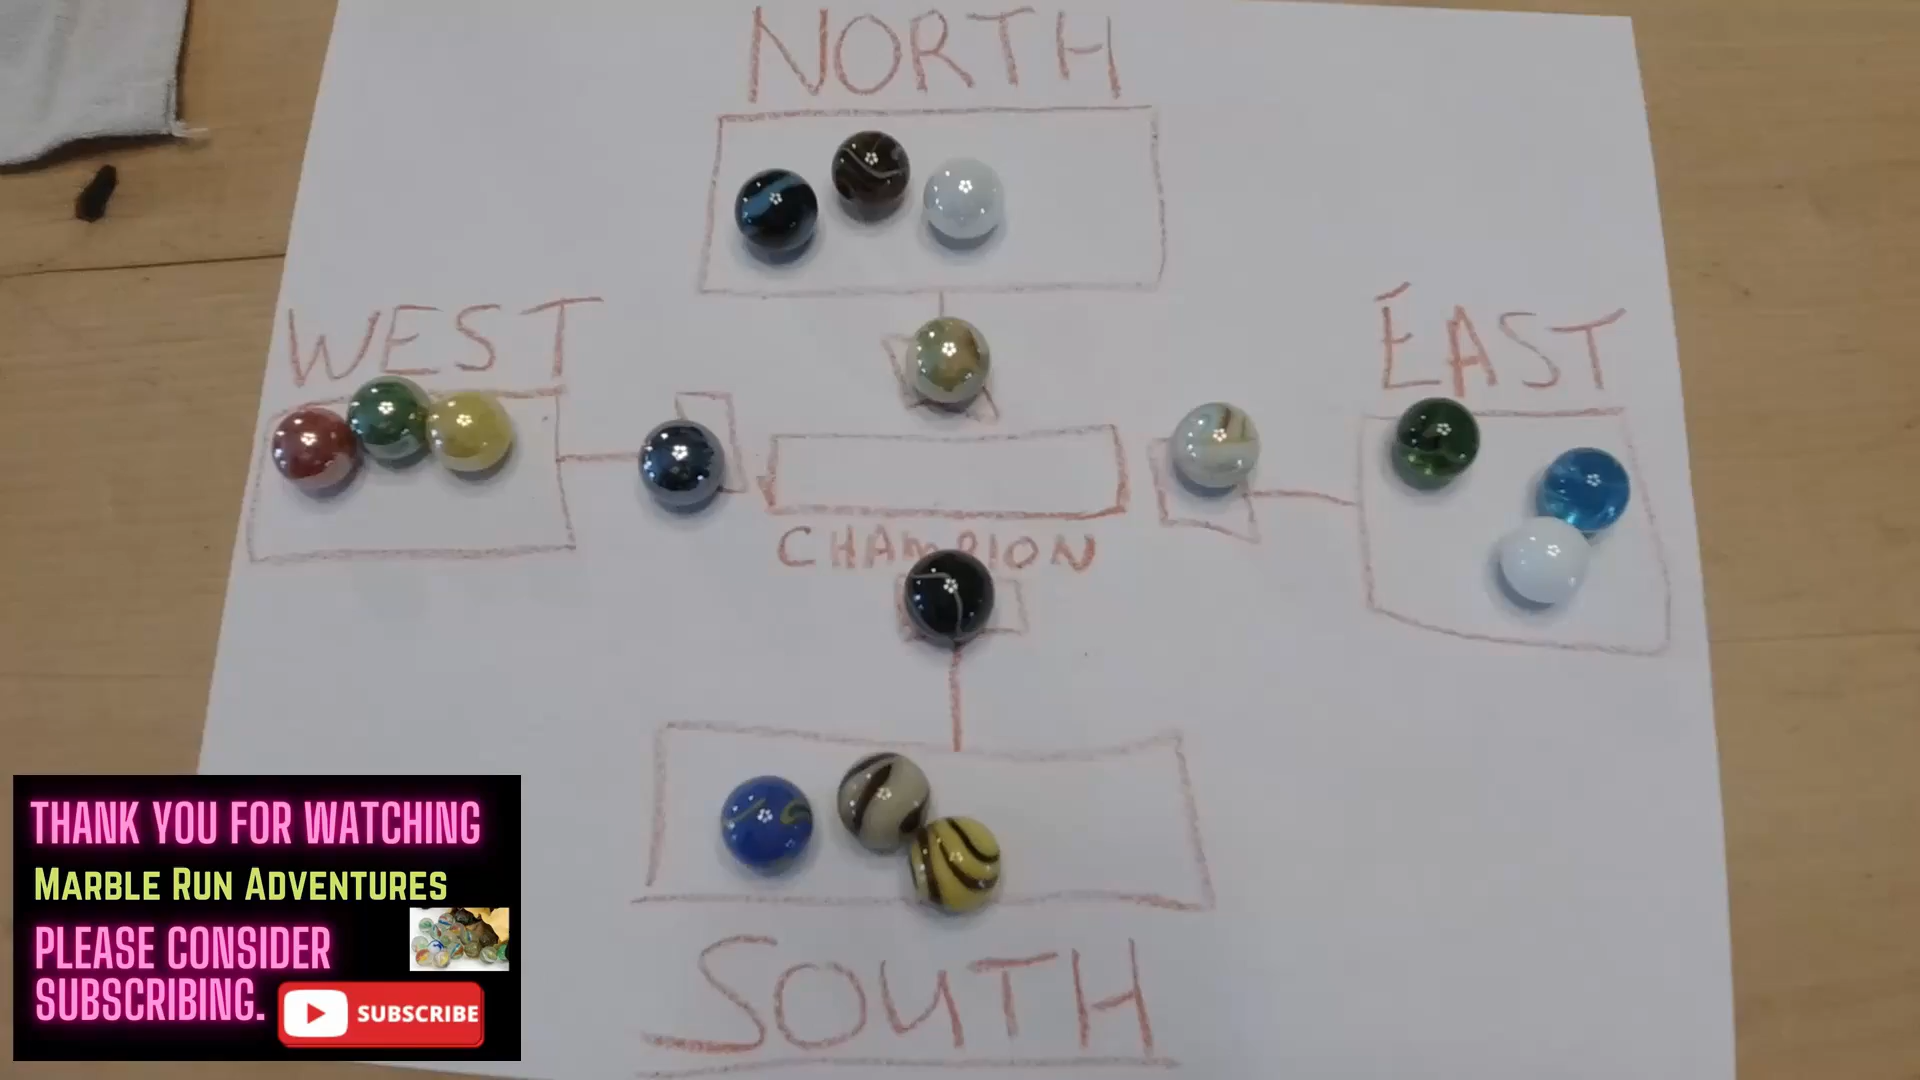 NORTH
WEST
EAST
CHAMPION
SOUTH
THANK YOU FOR WATCHING
MARBLE RUN ADVENTURES
PLEASE CONSIDER
SUBSCRIBING.
SUBSCRIBE